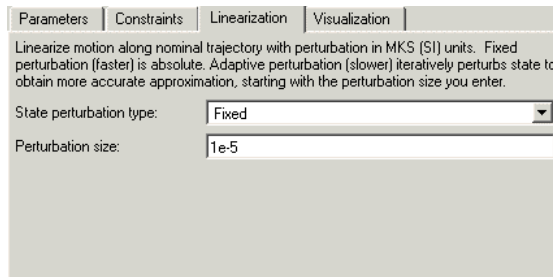 Parameters Constraints Linearization Visualization
Linearize motion along nominal trajectory with perturbation in MKS (SI) units. Fixed
perturbation (faster) is absolute. Adaptive perturbation (slower) iteratively perturbs state to
obtain more accurate approximation, starting with the perturbation size you enter.
State perturbation type: Fixed
Perturbation size: 1e-5